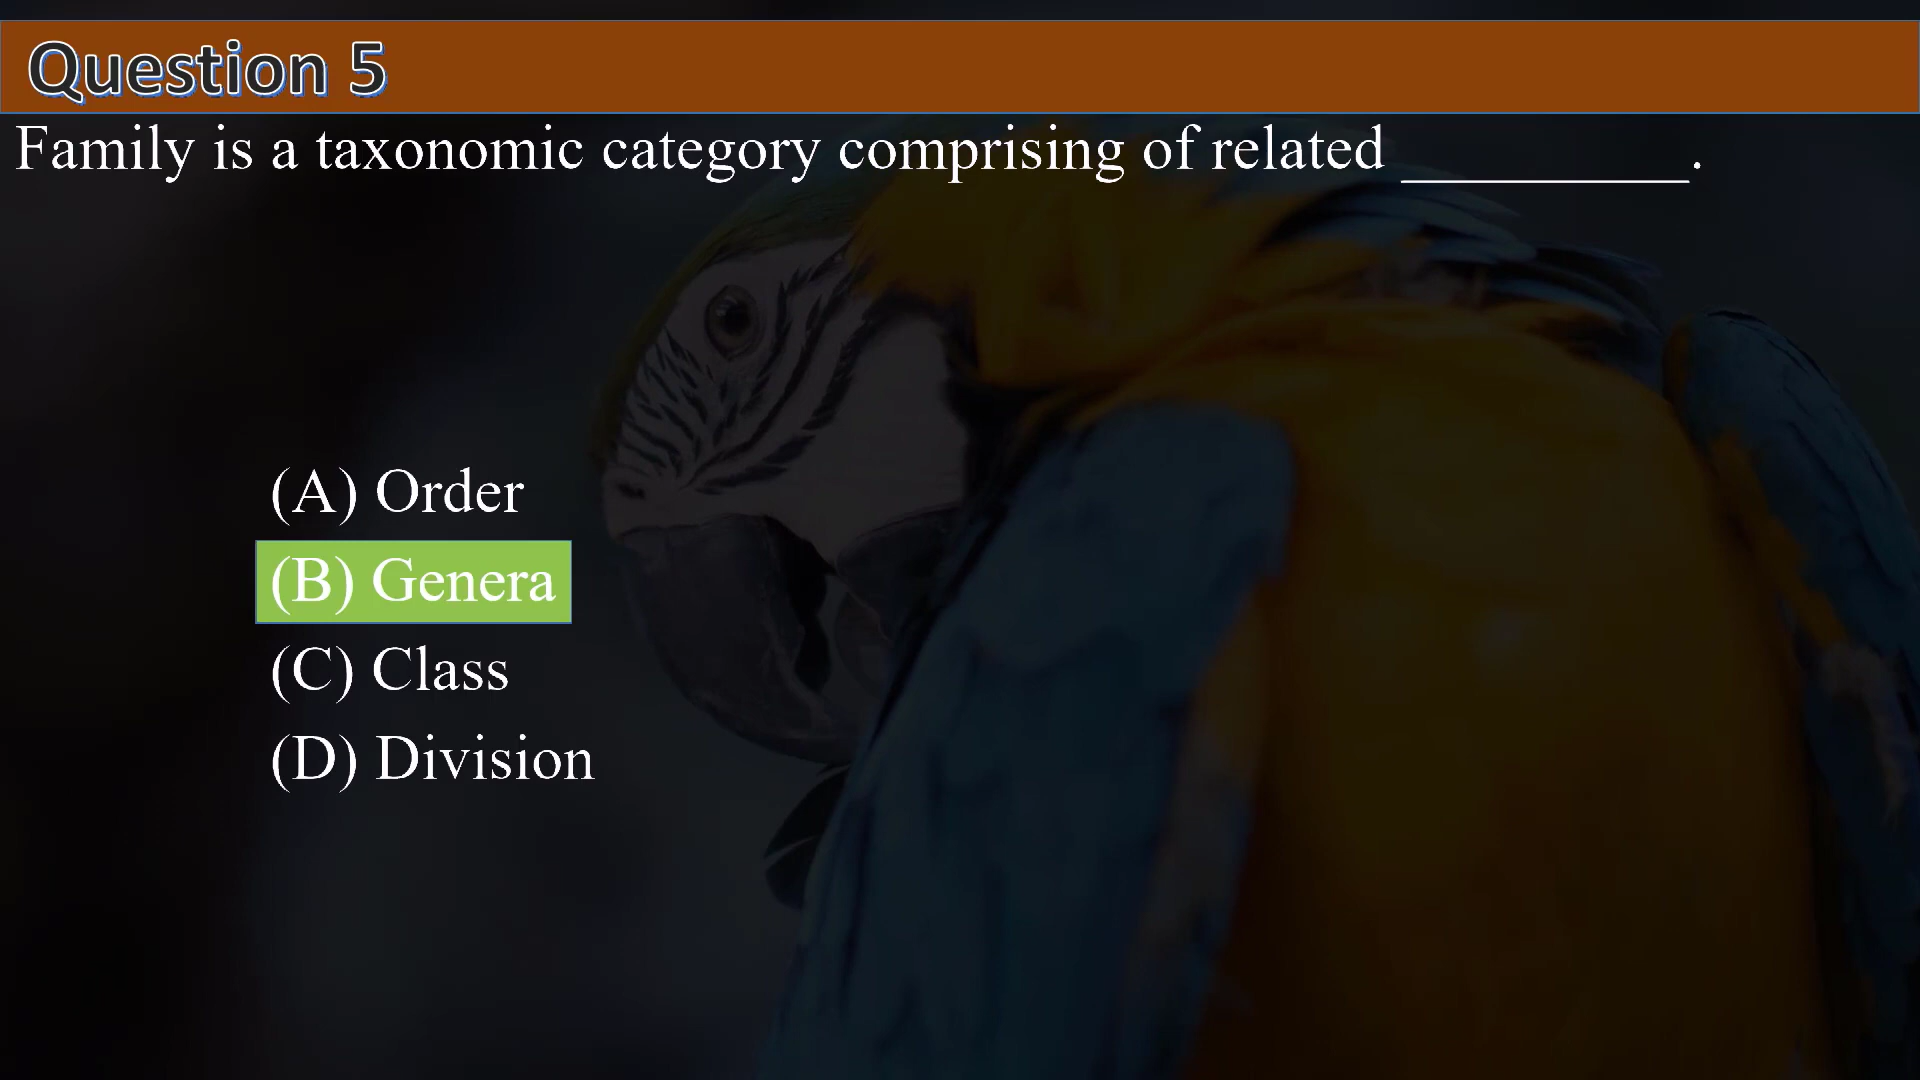 Question 5
Family is a taxonomic category comprising of related __________.
(A) Order
(B) Genera
(C) Class
(D) Division